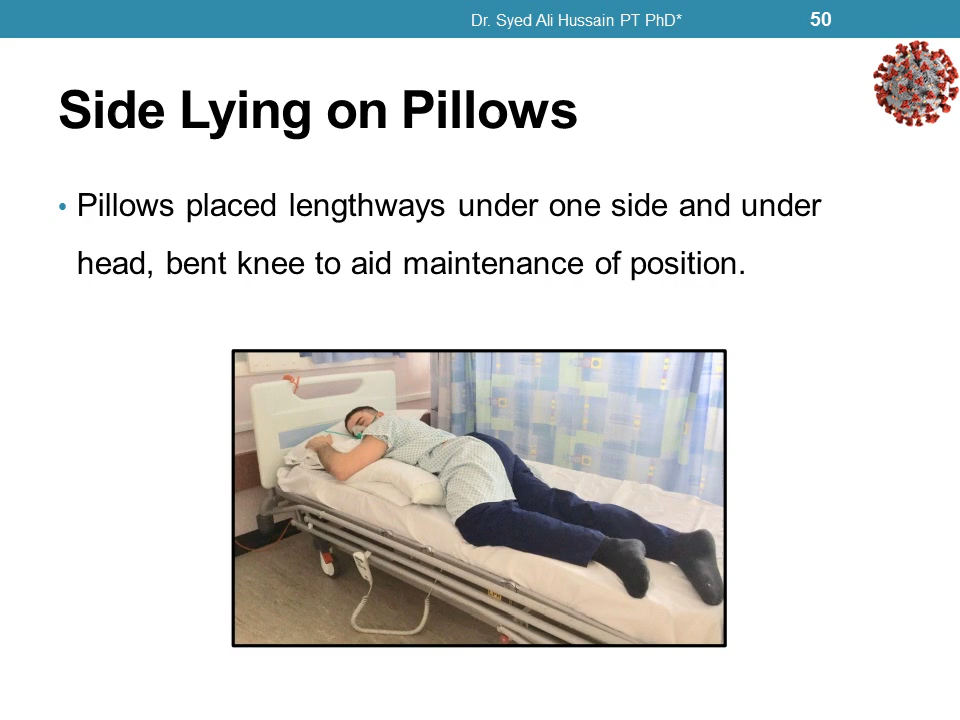 Dr. Syed Ali Hussain PT PhD*
50
Side Lying on Pillows
• Pillows placed lengthways under one side and under
head, bent knee to aid maintenance of position.